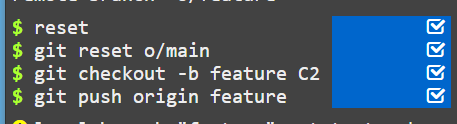 $ reset
$ git reset o/main
$ git checkout -b feature C2
$ git push origin feature